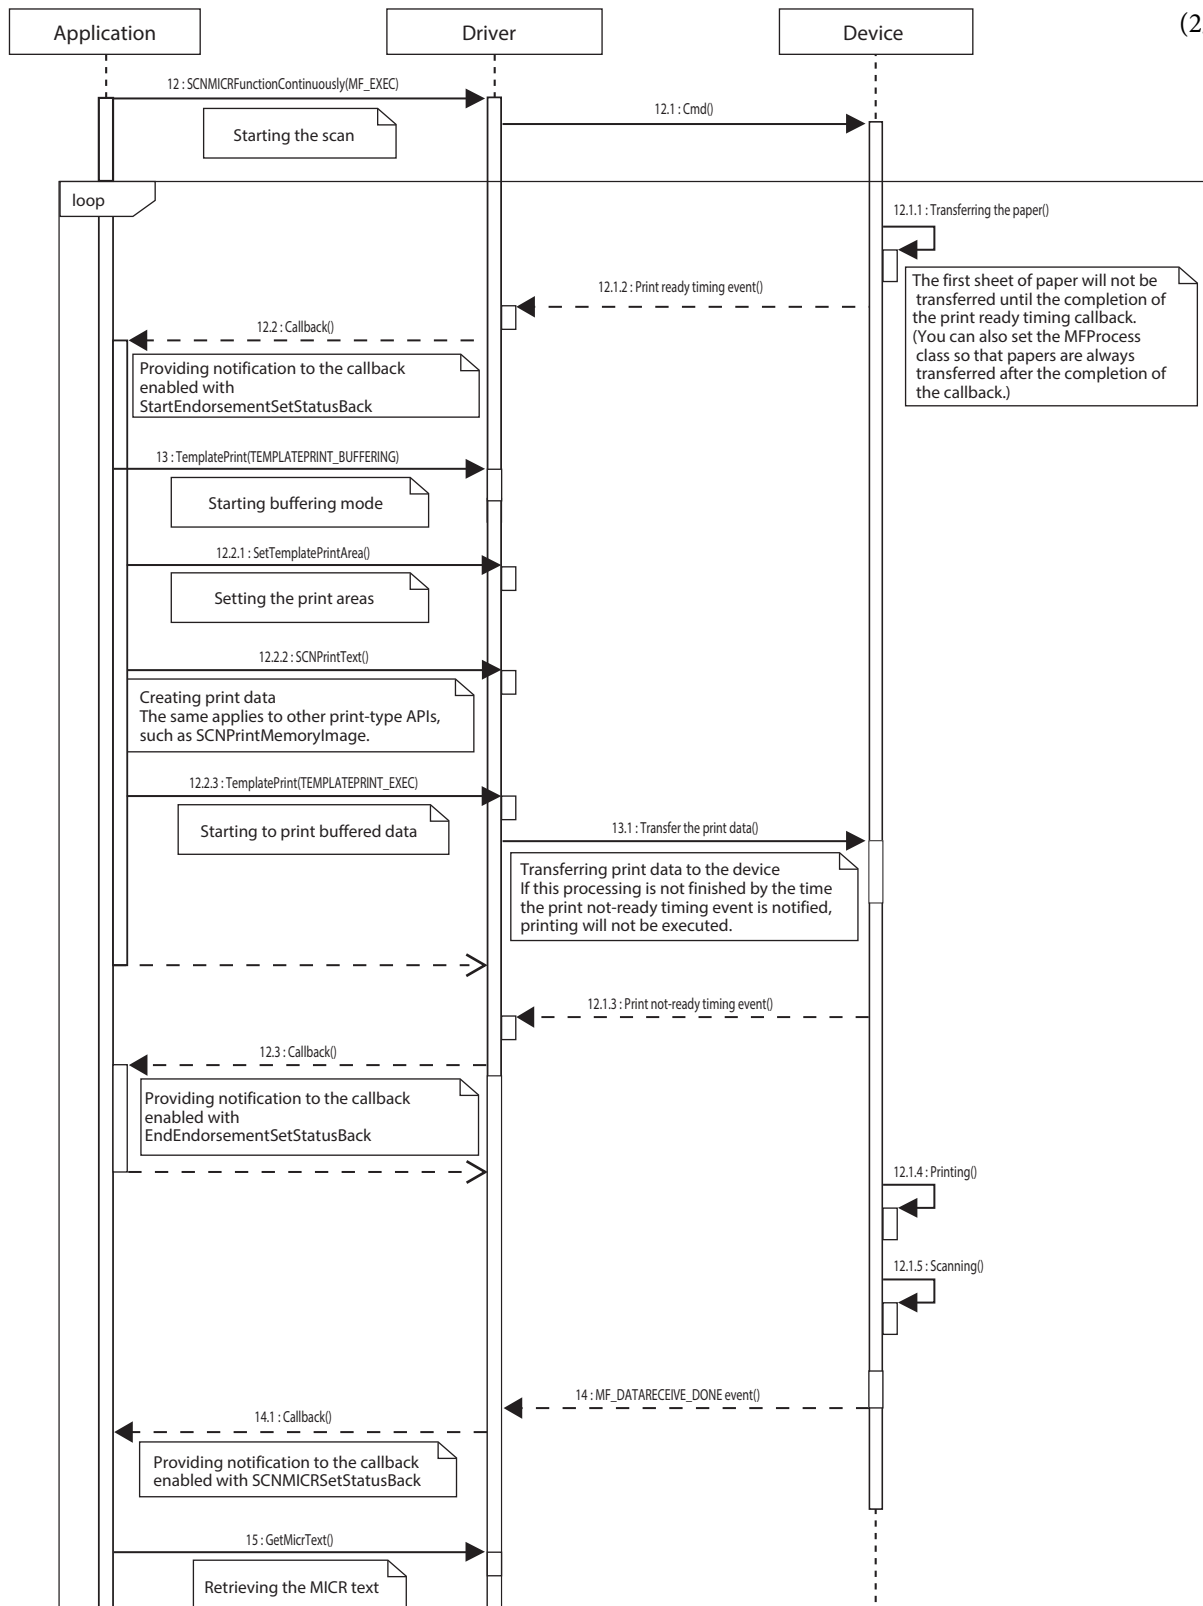 Application
Driver
Device
(2
12 : SCNMICRFunctionContinuously(MF_EXEC)
Starting the scan
12.1 : Cmd()
loop
12.1.1 : Transferring the paper()
The first sheet of paper will not be
transferred until the completion of
the print ready timing callback.
(You can also set the MFProcess
class so that papers are always
transferred after the completion of
the callback.)
12.1.2 : Print ready timing event()
12.2 : Callback()
Providing notification to the callback
enabled with
StartEndorsementSetStatusBack
13 : TemplatePrint(TEMPLATEPRINT_BUFFERING)
Starting buffering mode
12.2.1 : SetTemplatePrintArea()
Setting the print areas
12.2.2 : SCNPrintText()
Creating print data
The same applies to other print-type APIs,
such as SCNPrintMemoryImage.
12.2.3 : TemplatePrint(TEMPLATEPRINT_EXEC)
Starting to print buffered data
13.1 : Transfer the print data()
Transferring print data to the device
If this processing is not finished by the time
the print not-ready timing event is notified,
printing will not be executed.
12.1.3 : Print not-ready timing event()
12.3 : Callback()
Providing notification to the callback
enabled with
EndEndorsementSetStatusBack
12.1.4 : Printing()
12.1.5 : Scanning()
14 : MF_DATARECEIVE_DONE event()
14.1 : Callback()
Providing notification to the callback
enabled with SCNMICRSetStatusBack
15 : GetMicrText()
Retrieving the MICR text